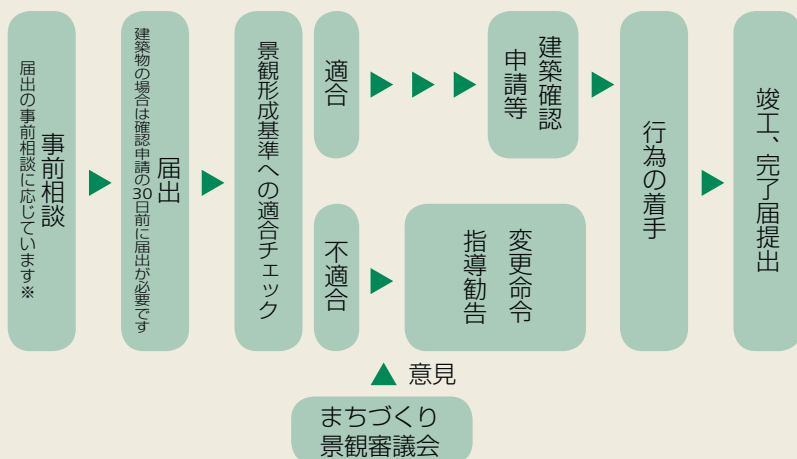 事前相談
届出の事前相談に応じています※
届出
建築物の場合は確認申請の30日前に届出が必要です
景観形成基準への適合チェック
適合
建築確認
申請等
不適合
変更命令
指導勧告
行為の着手
竣工、完了届提出
意見
まちづくり
景観審議会